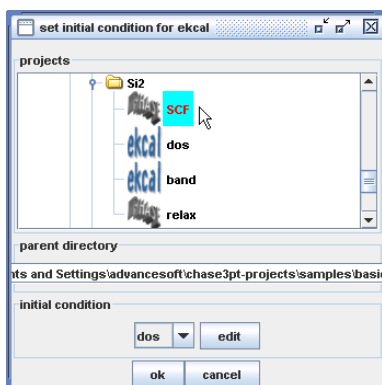 set initial condition for ekcal
projects
Si2
SCF
ekcal dos
ekcal band
relax
parent directory
nts and Settings\advancesoft\chase3pt-projects\samples\basi
initial condition
dos edit
ok cancel